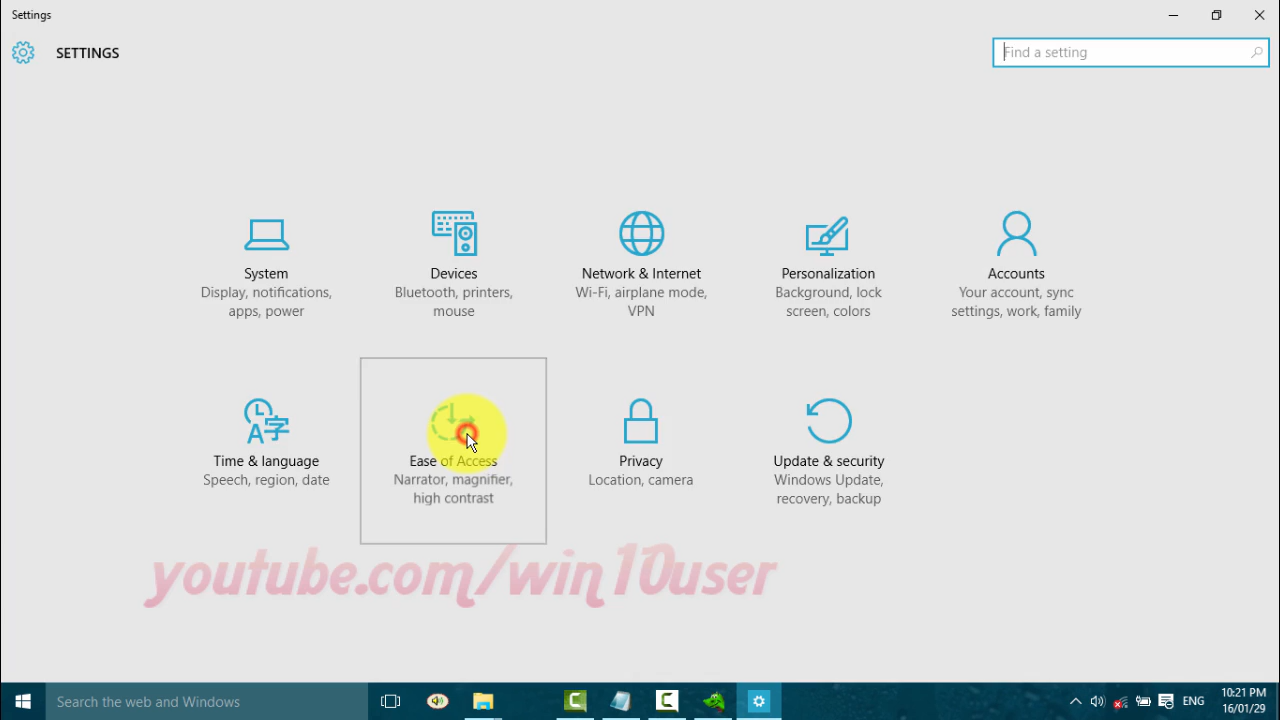 Settings
SETTINGS
Find a setting
System
Display, notifications,
apps, power
Devices
Bluetooth, printers,
mouse
Network & Internet
Wi-Fi, airplane mode,
VPN
Personalization
Background, lock
screen, colors
Accounts
Your account, sync
settings, work, family
Time & language
Speech, region, date
Ease of Access
Narrator, magnifier,
high contrast
Privacy
Location, camera
Update & security
Windows Update,
recovery, backup
youtube.com/win10user
Search the web and Windows
ENG
10:21 PM
16/01/29